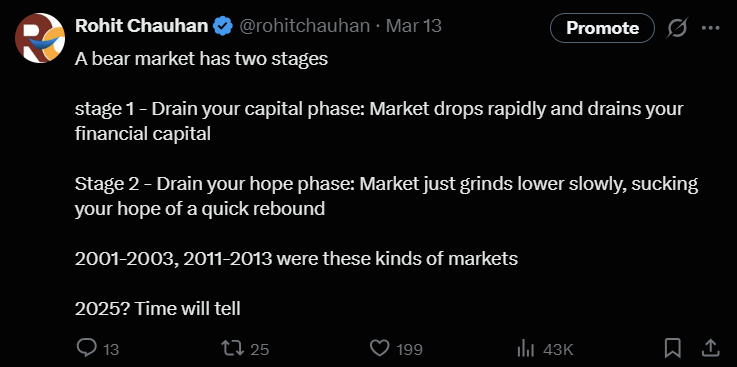 Rohit Chauhan @rohitchauhan · Mar 13
Promote
A bear market has two stages
stage 1 - Drain your capital phase: Market drops rapidly and drains your
financial capital
Stage 2 - Drain your hope phase: Market just grinds lower slowly, sucking
your hope of a quick rebound
2001-2003, 2011-2013 were these kinds of markets
2025? Time will tell
13 25 199 43K